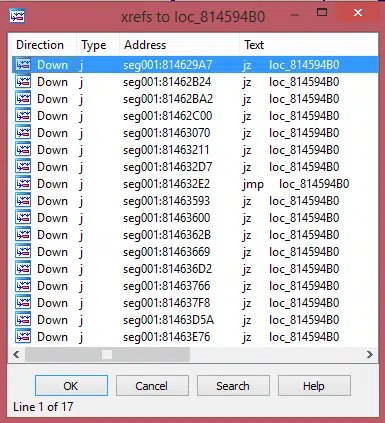 xrefs to loc_814594B0
Direction Type Address Text
Down j seg001:814629A7 jz loc_814594B0
Down j seg001:81462B24 jz loc_814594B0
Down j seg001:81462BA2 jz loc_814594B0
Down j seg001:81462C00 jz loc_814594B0
Down j seg001:81463070 jz loc_814594B0
Down j seg001:81463211 jz loc_814594B0
Down j seg001:814632D7 jz loc_814594B0
Down j seg001:814632E2 jmp loc_814594B0
Down j seg001:81463593 jz loc_814594B0
Down j seg001:81463600 jz loc_814594B0
Down j seg001:8146362B jz loc_814594B0
Down j seg001:81463669 jz loc_814594B0
Down j seg001:814636D2 jz loc_814594B0
Down j seg001:81463766 jz loc_814594B0
Down j seg001:814637F8 jz loc_814594B0
Down j seg001:81463D5A jz loc_814594B0
Down j seg001:81463E76 jz loc_814594B0
OK Cancel Search Help
Line 1 of 17